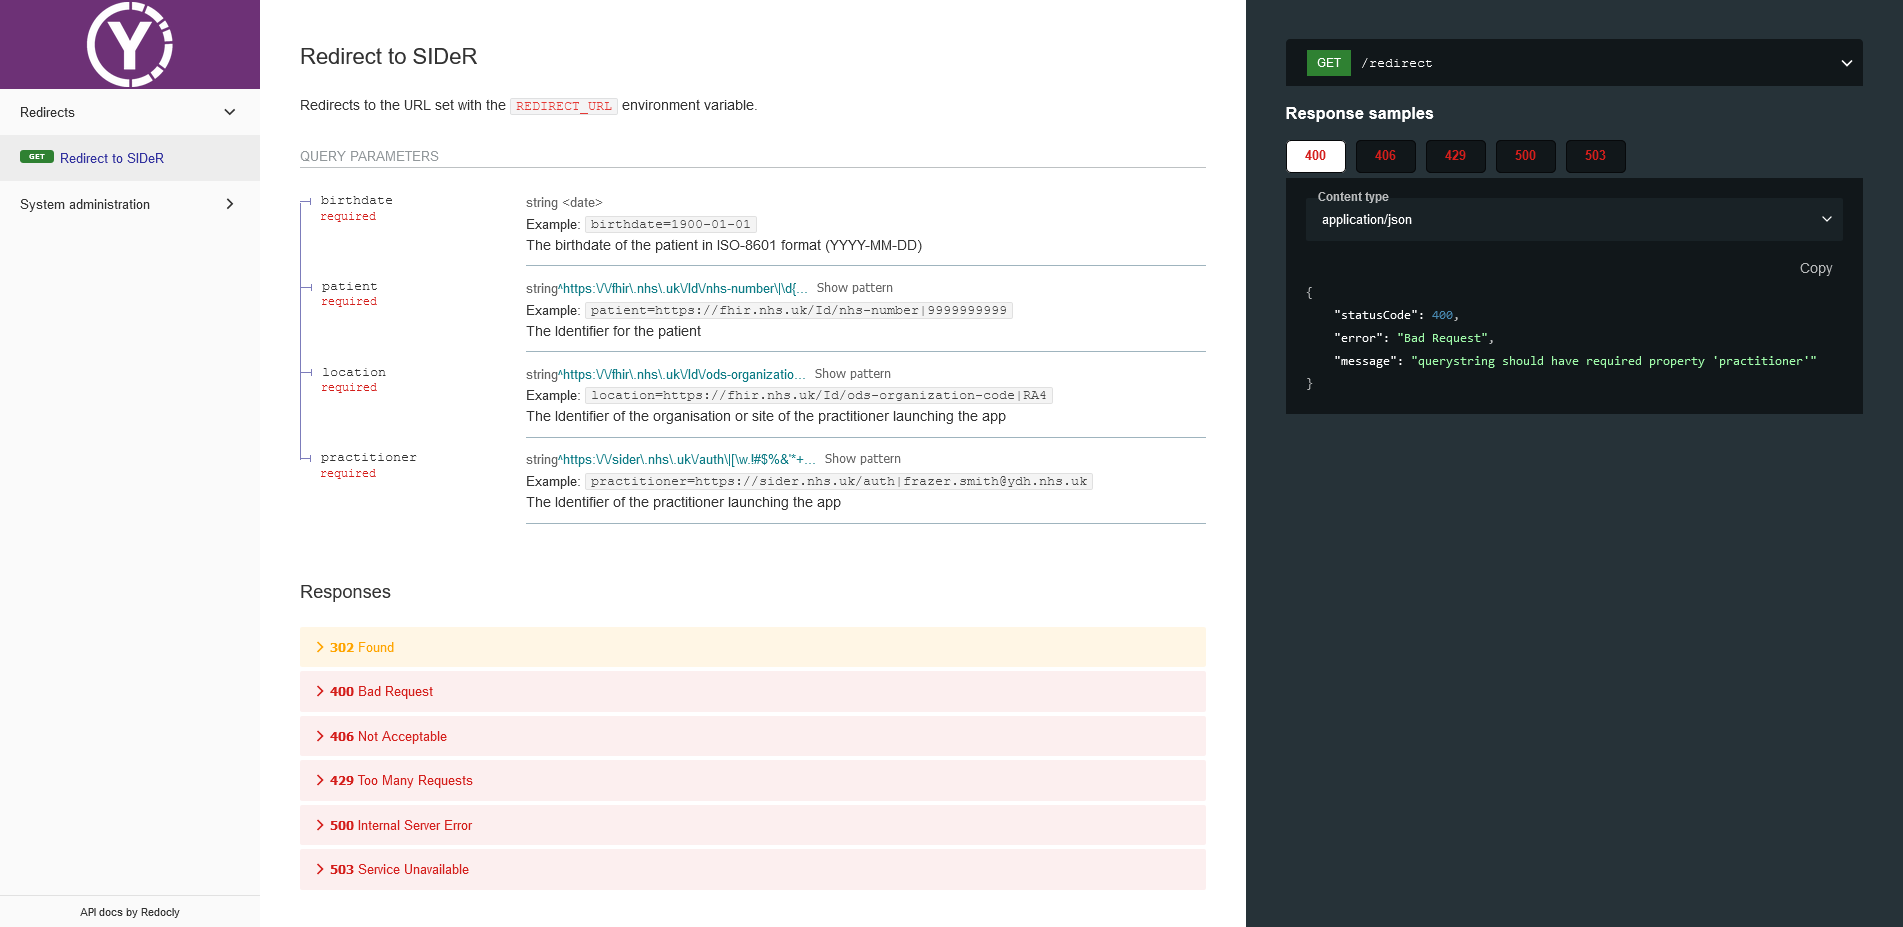 Y
Redirects
GET Redirect to SIDeR
System administration
API docs by Redocly
Redirect to SIDeR
Redirects to the URL set with the REDIRECT_URL environment variable.
QUERY PARAMETERS
birthdate
required
string <date>
Example: birthdate=1900-01-01
The birthdate of the patient in ISO-8601 format (YYYY-MM-DD)
patient
required
string^https:\/\/fhir\.nhs\.uk\/Id\/nhs-number\|\d{... Show pattern
Example: patient=https://fhir.nhs.uk/Id/nhs-number|9999999999
The Identifier for the patient
location
required
string^https:\/\/fhir\.nhs\.uk\/Id\/ods-organizatio... Show pattern
Example: location=https://fhir.nhs.uk/Id/ods-organization-code|RA4
The Identifier of the organisation or site of the practitioner launching the app
practitioner
required
string^https:\/\/sider\.nhs\.uk\/auth\|[\w.!#$%&'*+... Show pattern
Example: practitioner=https://sider.nhs.uk/auth|frazer.smith@ydh.nhs.uk
The Identifier of the practitioner launching the app
Responses
302 Found
400 Bad Request
406 Not Acceptable
429 Too Many Requests
500 Internal Server Error
503 Service Unavailable
GET /redirect
Response samples
400 406 429 500 503
Content type
application/json
Copy
{
"statusCode": 400,
"error": "Bad Request",
"message": "querystring should have required property 'practitioner'"
}